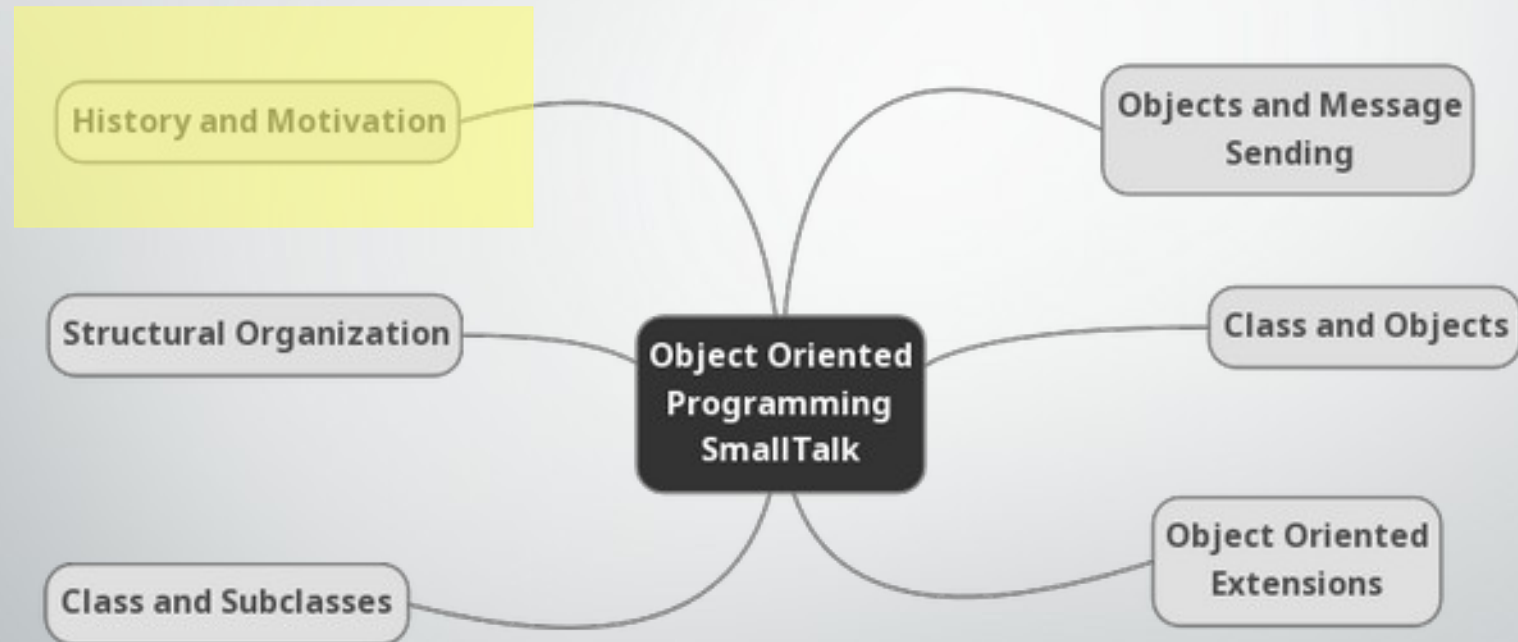 History and Motivation
Objects and Message
Sending
Structural Organization
Class and Objects
Object Oriented
Programming
SmallTalk
Class and Subclasses
Object Oriented
Extensions